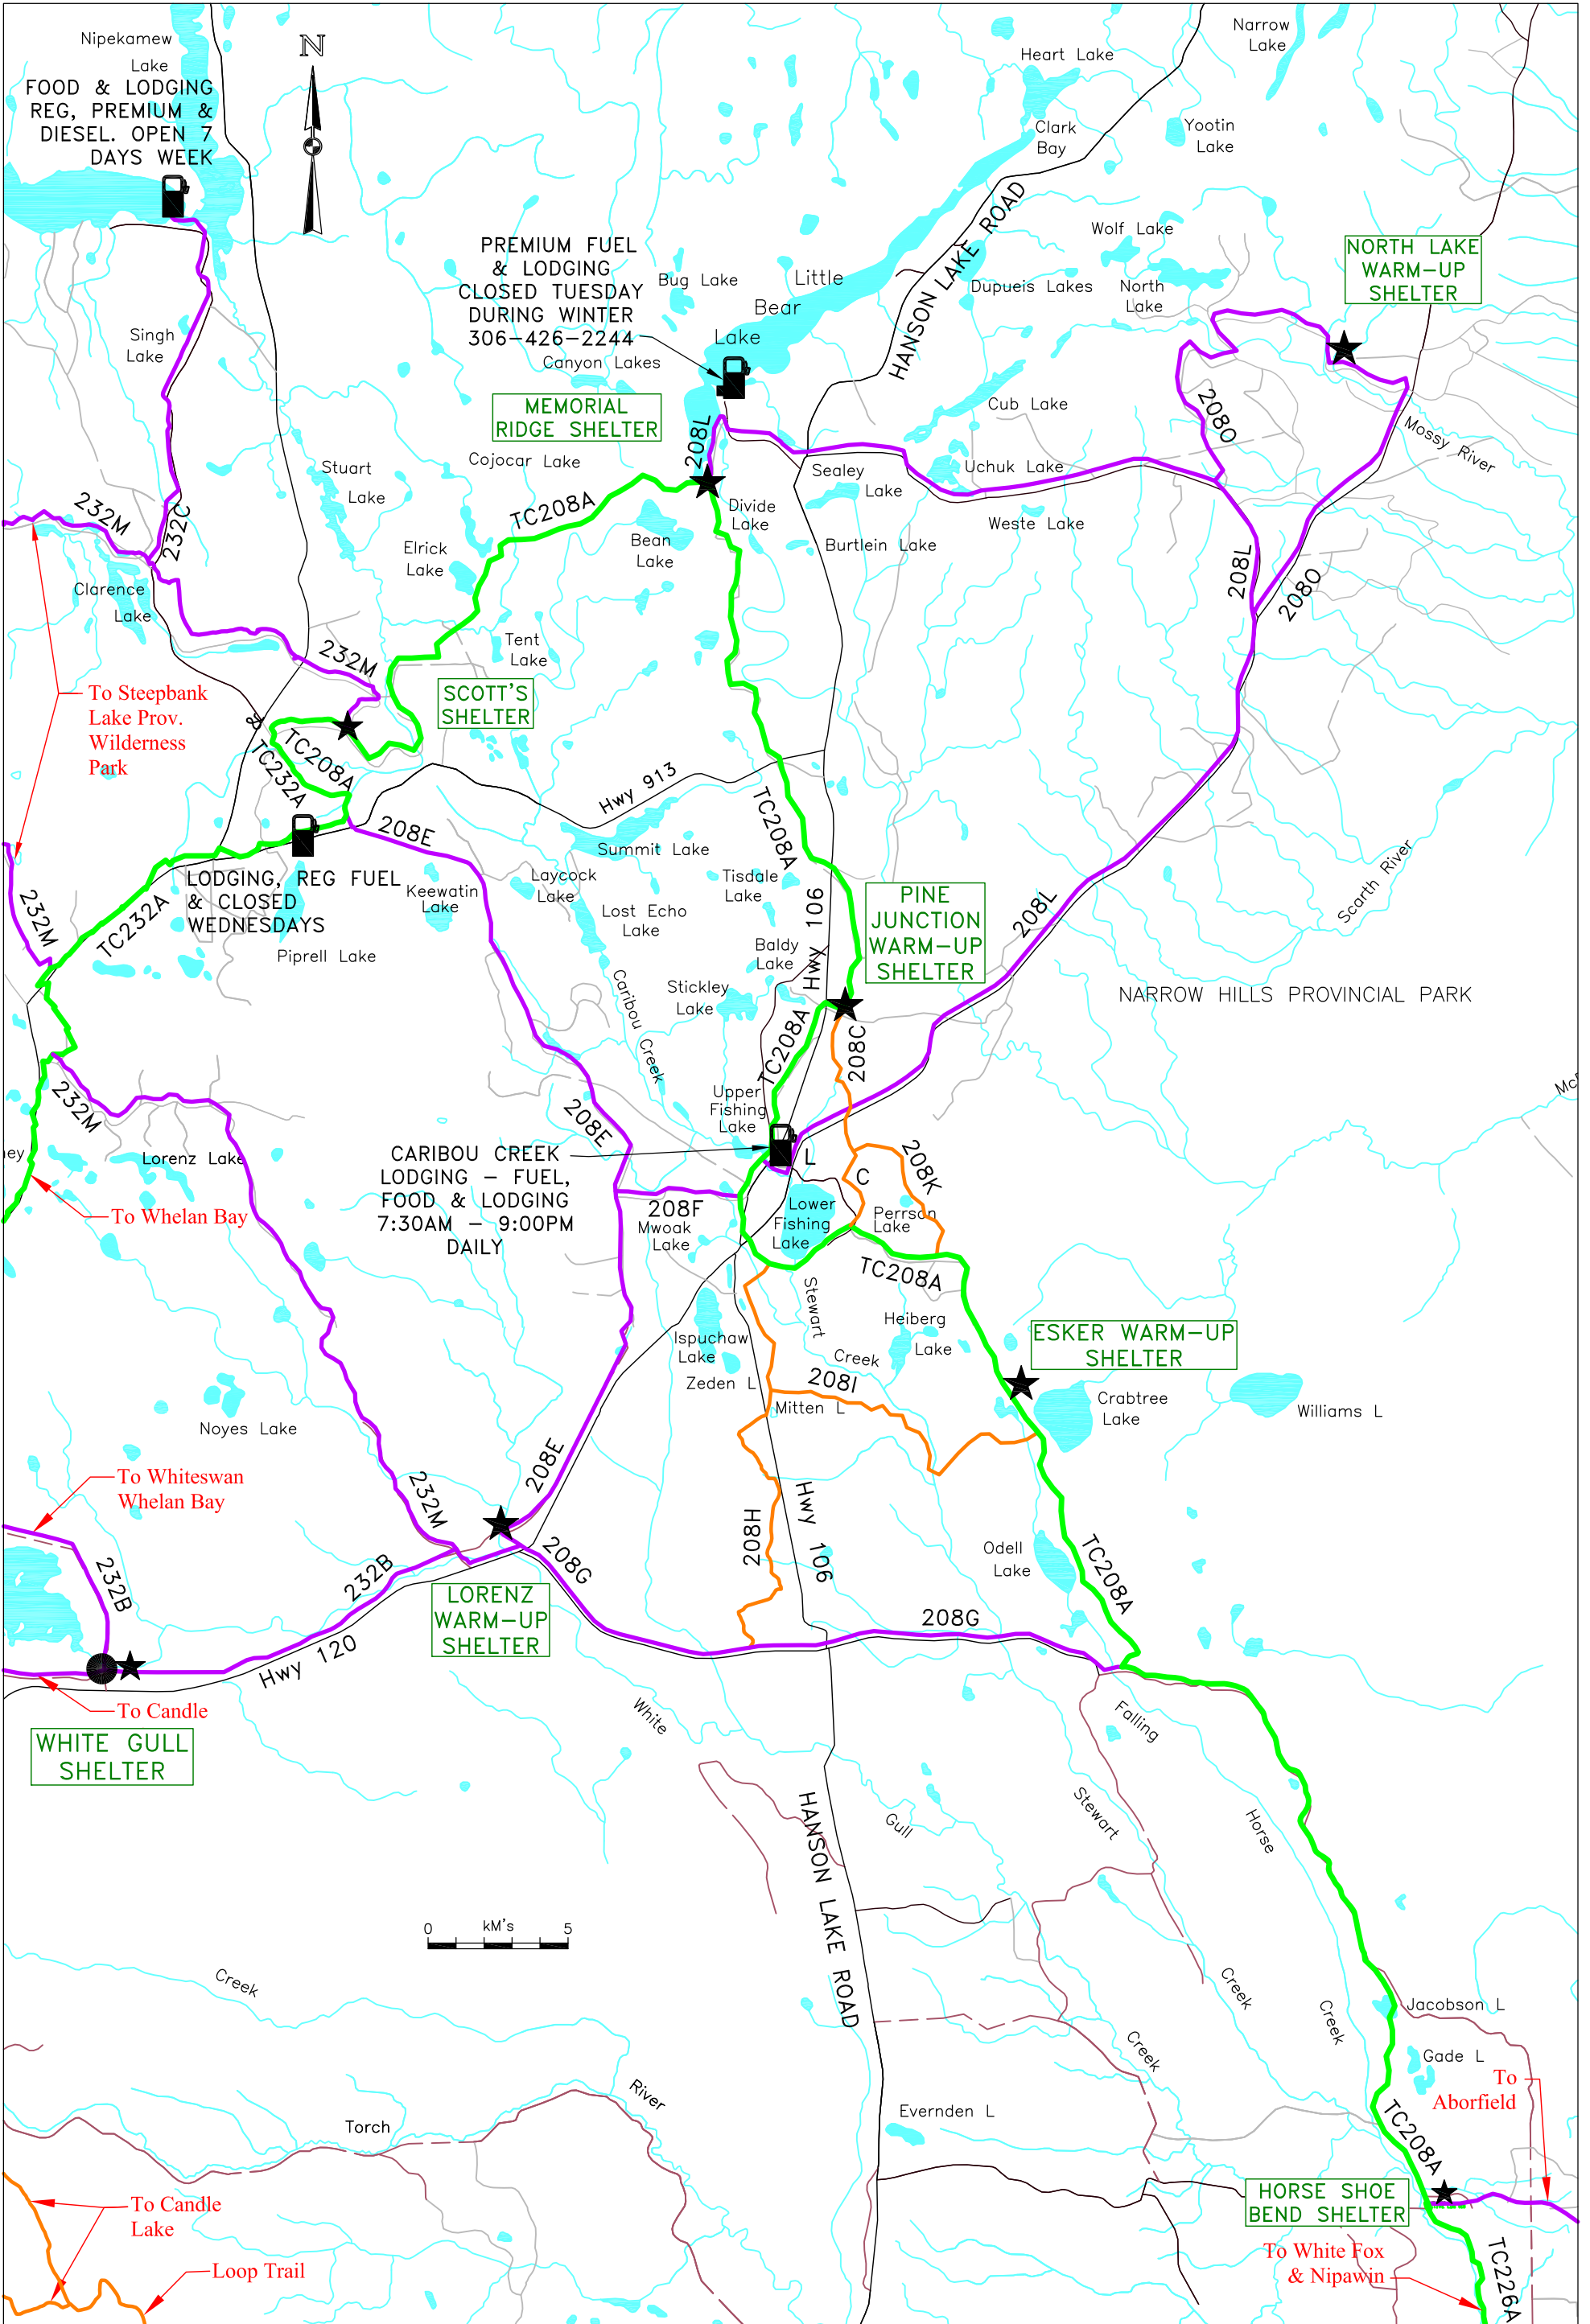 Nipekamew
Lake
FOOD & LODGING
REG, PREMIUM &
DIESEL. OPEN 7
DAYS WEEK
N
Heart Lake
Narrow
Lake
Clark
Bay
Yootin
Lake
HANSON LAKE ROAD
Wolf Lake
Dupueis Lakes
North
Lake
NORTH LAKE
WARM-UP
SHELTER
PREMIUM FUEL
& LODGING
CLOSED TUESDAY
DURING WINTER
306-426-2244
Bug Lake
Little
Bear
Lake
Canyon Lakes
Singh
Lake
MEMORIAL
RIDGE SHELTER
208L
Cub Lake
208O
Mossy River
Cojocar Lake
Stuart
Lake
TC208A
Sealey
Lake
Uchuk Lake
Divide
Lake
Weste Lake
232M
232C
Elrick
Lake
Bean
Lake
Burtlein Lake
208L
208O
Clarence
Lake
232M
Tent
Lake
SCOTT'S
SHELTER
To Steepbank
Lake Prov.
Wilderness
Park
&
TC208A
TC232A
Hwy 913
TC208A
208E
Summit Lake
LODGING, REG FUEL
& CLOSED
WEDNESDAYS
Keewatin
Lake
Laycock
Lake
Tisdale
Lake
Scarth River
232M
TC232A
Lost Echo
Lake
Hwy 106
PINE
JUNCTION
WARM-UP
SHELTER
208L
Piprell Lake
Baldy
Lake
Caribou
Creek
Stickley
Lake
NARROW HILLS PROVINCIAL PARK
TC208A
208C
232M
Upper
Fishing
Lake
208E
Lorenz Lake
CARIBOU CREEK
LODGING - FUEL,
FOOD & LODGING
7:30AM - 9:00PM
DAILY
L
C
208K
To Whelan Bay
208F
Mwoak
Lake
Lower
Fishing
Lake
Perrson
Lake
TC208A
Stewart
Creek
Heiberg
Lake
ESKER WARM-UP
SHELTER
Ispuchaw
Lake
Zeden L
208I
Mitten L
Crabtree
Lake
Williams L
Noyes Lake
To Whiteswan
Whelan Bay
232M
208E
208H
Hwy 106
Odell
Lake
TC208A
232B
232B
208G
LORENZ
WARM-UP
SHELTER
208G
Hwy 120
To Candle
WHITE GULL
SHELTER
White
Falling
HANSON LAKE ROAD
Gull
Stewart
Horse
0 kM's 5
Creek
Creek
Creek
Jacobson L
Creek
Gade L
To
Aborfield
River
Torch
Evernden L
TC208A
To Candle
Lake
HORSE SHOE
BEND SHELTER
Loop Trail
To White Fox
& Nipawin
TC226A